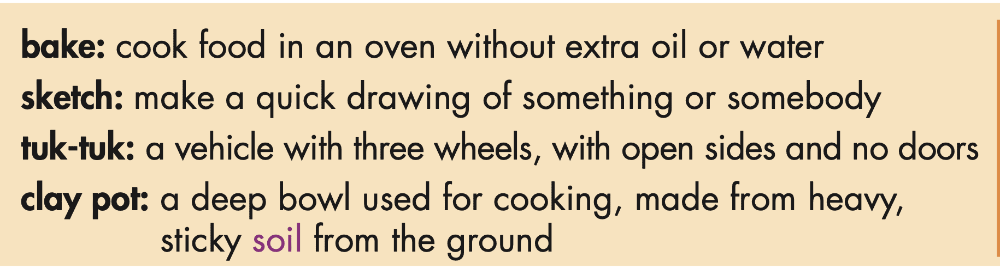 bake: cook food in an oven without extra oil or water
sketch: make a quick drawing of something or somebody
tuk-tuk: a vehicle with three wheels, with open sides and no doors
clay pot: a deep bowl used for cooking, made from heavy,
sticky soil from the ground